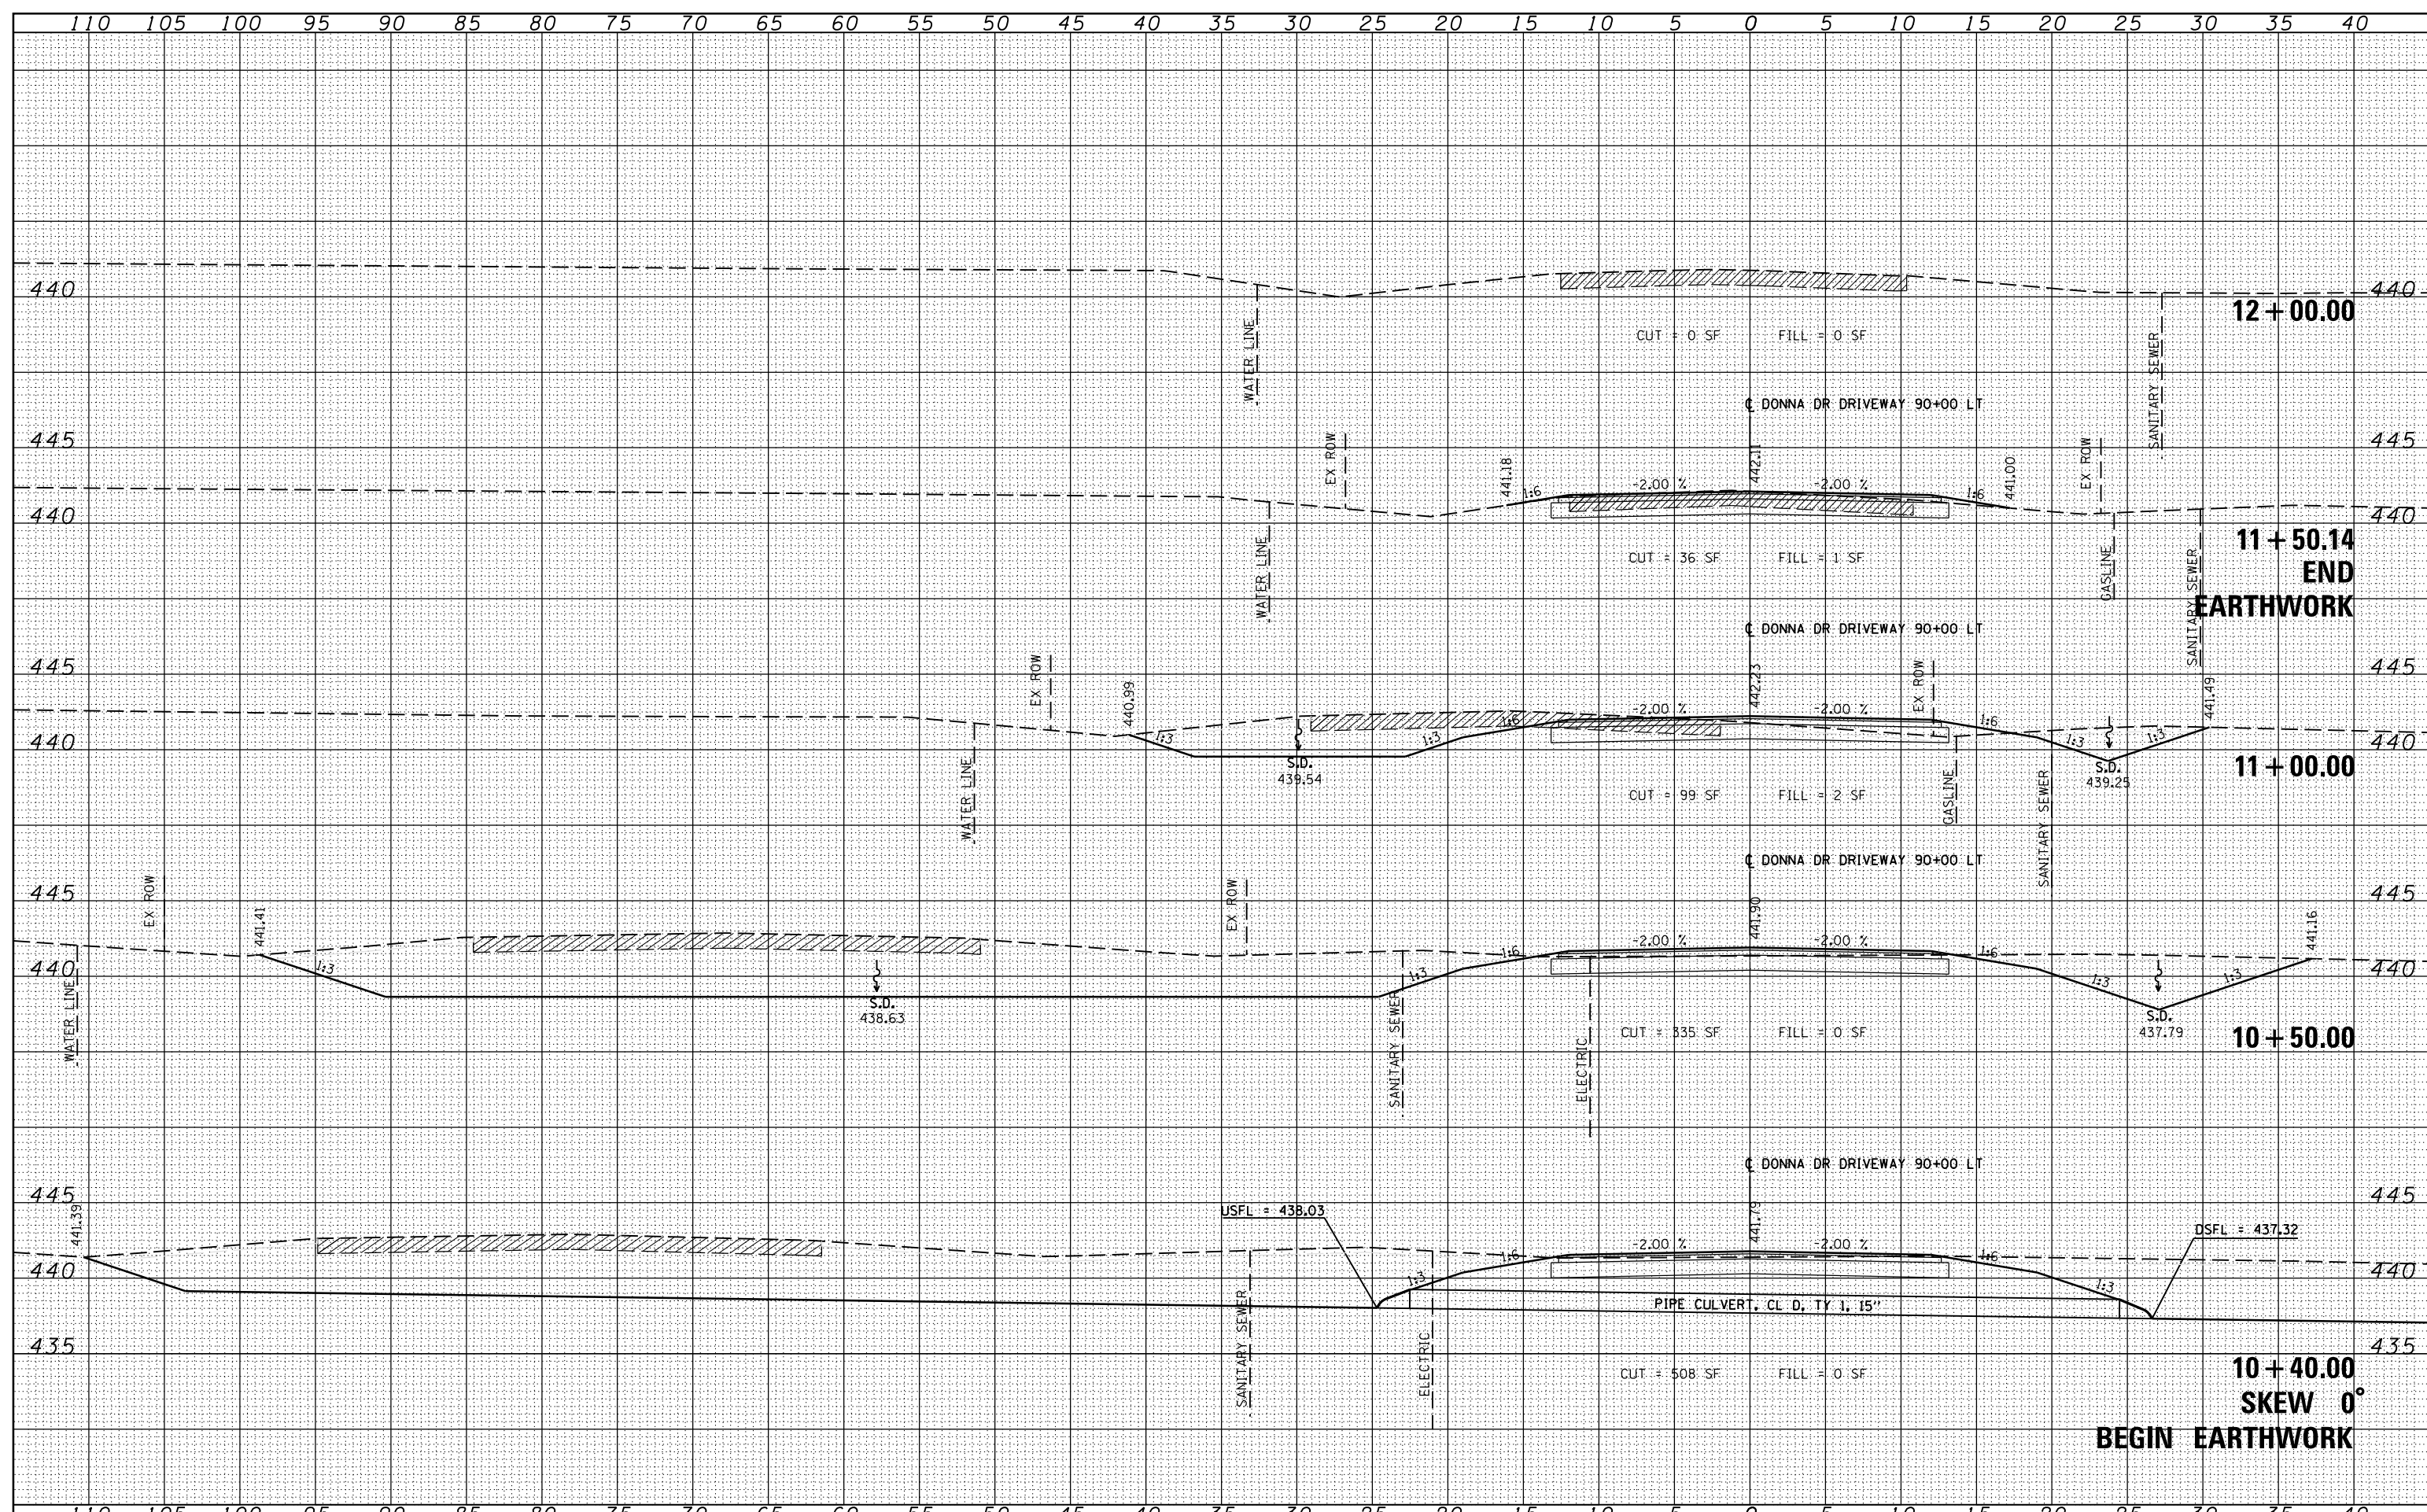 110 105 100 95 90 85 80 75 70 65 60 55 50 45 40 35 30 25 20 15 10 5 0 5 10 15 20 25 30 35 40
440
440
12+00.00
WATER LINE
CUT = 0 SF FILL = 0 SF
SANITARY SEWER
℄ DONNA DR DRIVEWAY 90+00 LT
445
445
EX ROW
441.18
442.11
441.00
EX ROW
1:6
-2.00 %
-2.00 %
1:6
440
440
11+50.14
END
EARTHWORK
WATER LINE
CUT = 36 SF FILL = 1 SF
GASLINE
SANITARY SEWER
℄ DONNA DR DRIVEWAY 90+00 LT
445
445
EX ROW
440.99
442.23
EX ROW
441.49
1:3
1:3
1:6
-2.00 %
-2.00 %
1:6
1:3
1:3
440
440
S.D.
439.54
S.D.
439.25
11+00.00
WATER LINE
CUT = 99 SF FILL = 2 SF
GASLINE
SANITARY SEWER
℄ DONNA DR DRIVEWAY 90+00 LT
445
445
EX ROW
441.41
EX ROW
441.90
441.16
1:3
1:3
1:6
-2.00 %
-2.00 %
1:6
1:3
1:3
440
440
S.D.
438.63
S.D.
437.79
10+50.00
WATER LINE
SANITARY SEWER
ELECTRIC
CUT = 335 SF FILL = 0 SF
℄ DONNA DR DRIVEWAY 90+00 LT
445
445
441.39
USFL = 438.03
441.79
DSFL = 437.32
1:3
1:6
-2.00 %
-2.00 %
1:6
1:3
440
440
PIPE CULVERT, CL D, TY 1, 15"
SANITARY SEWER
ELECTRIC
435
435
CUT = 508 SF FILL = 0 SF
10+40.00
SKEW 0°
BEGIN EARTHWORK
110 105 100 95 90 85 80 75 70 65 60 55 50 45 40 35 30 25 20 15 10 5 0 5 10 15 20 25 30 35 40